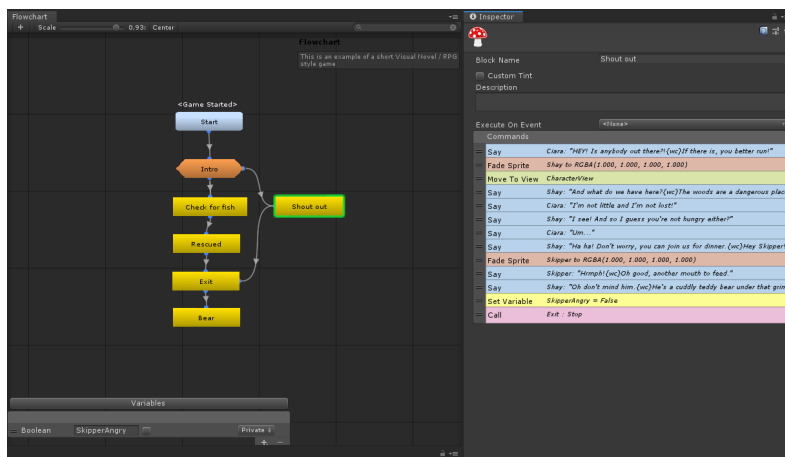 Flowchart
+ Scale 0.93: Center
Flowchart
This is an example of a short Visual Novel / RPG
style game
<Game Started>
Start
Intro
Check for fish
Shout out
Rescued
Exit
Bear
Variables
= Boolean SkipperAngry Private
+ −
Inspector
Block Name Shout out
Custom Tint
Description
Execute On Event <None>
Commands
= Say Ciara: "HEY! Is anybody out there?!{wc}If there is, you better run!"
= Fade Sprite Shay to RGBA(1.000, 1.000, 1.000, 1.000)
= Move To View CharacterView
= Say Shay: "And what do we have here?{wc}The woods are a dangerous plac
= Say Ciara: "I'm not little and I'm not lost!"
= Say Shay: "I see! And so I guess you're not hungry either?"
= Say Ciara: "Um..."
= Say Shay: "Ha ha! Don't worry, you can join us for dinner.{wc}Hey Skipper!
= Fade Sprite Skipper to RGBA(1.000, 1.000, 1.000, 1.000)
= Say Skipper: "Hrmph!{wc}Oh good, another mouth to feed."
= Say Shay: "Oh don't mind him.{wc}He's a cuddly teddy bear under that grin
= Set Variable SkipperAngry = False
= Call Exit : Stop